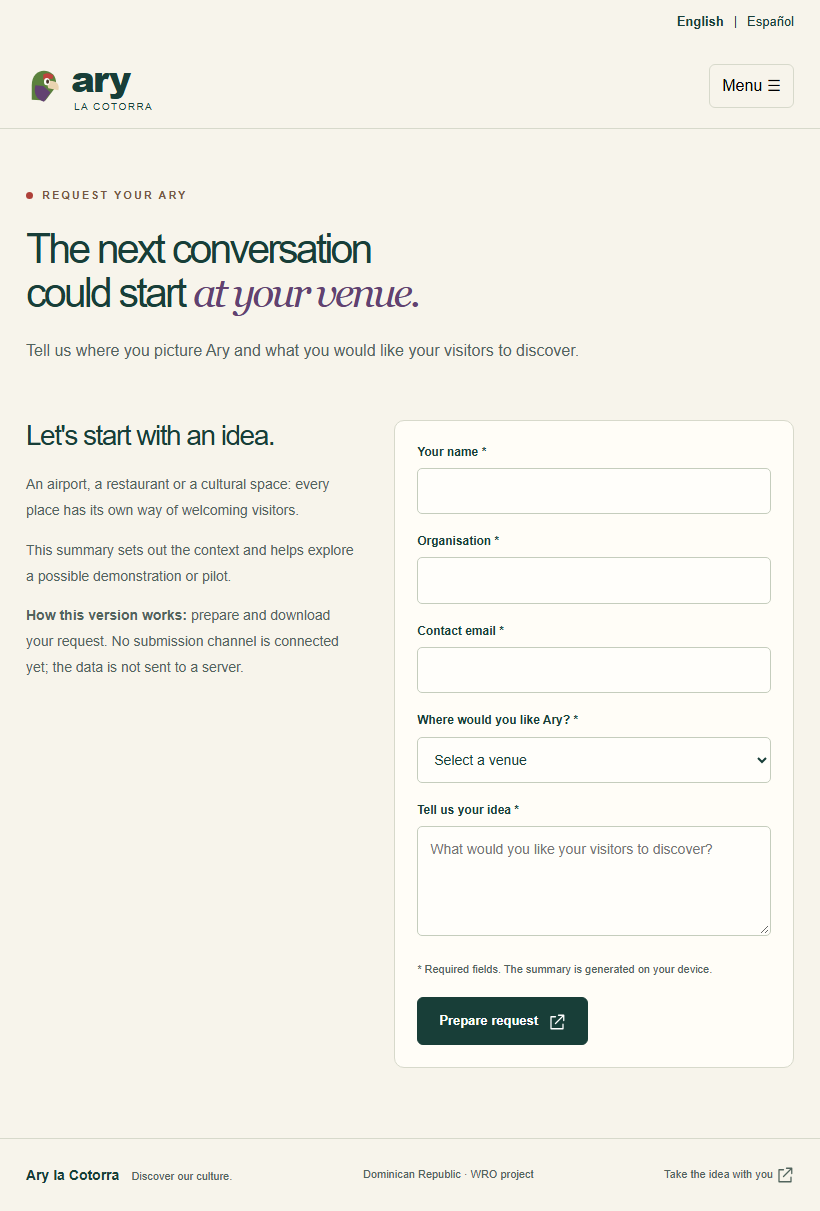 English | Español
ary
LA COTORRA
Menu ☰
REQUEST YOUR ARY
The next conversation
could start at your venue.
Tell us where you picture Ary and what you would like your visitors to discover.
Let's start with an idea.
An airport, a restaurant or a cultural space: every
place has its own way of welcoming visitors.
This summary sets out the context and helps explore
a possible demonstration or pilot.
How this version works: prepare and download
your request. No submission channel is connected
yet; the data is not sent to a server.
Your name *
Organisation *
Contact email *
Where would you like Ary? *
Select a venue
Tell us your idea *
What would you like your visitors to discover?
* Required fields. The summary is generated on your device.
Prepare request
Ary la Cotorra Discover our culture.
Dominican Republic · WRO project
Take the idea with you